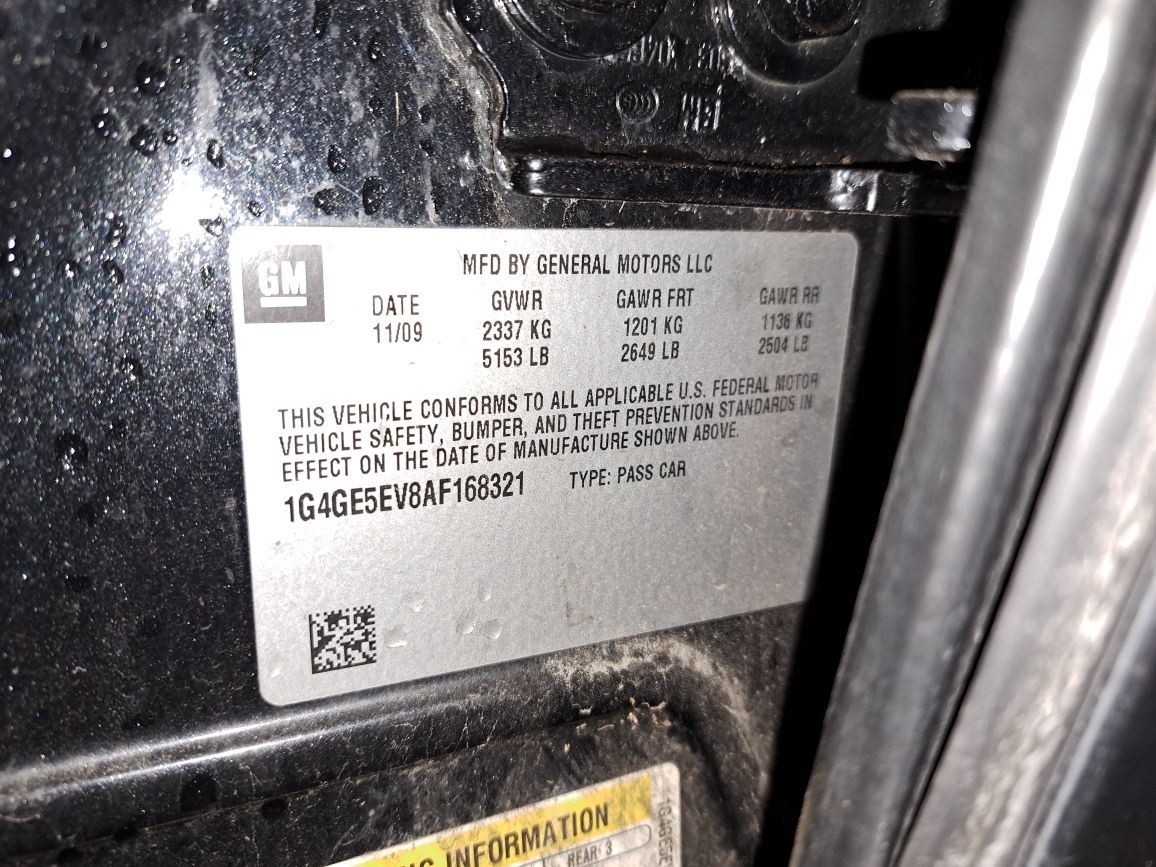 GM
MFD BY GENERAL MOTORS LLC
DATE GVWR GAWR FRT GAWR RR
11/09 2337 KG 1201 KG 1136 KG
5153 LB 2649 LB 2504 LB
THIS VEHICLE CONFORMS TO ALL APPLICABLE U.S. FEDERAL MOTOR
VEHICLE SAFETY, BUMPER, AND THEFT PREVENTION STANDARDS IN
EFFECT ON THE DATE OF MANUFACTURE SHOWN ABOVE.
1G4GE5EV8AF168321 TYPE: PASS CAR
INFORMATION
REAR: 3